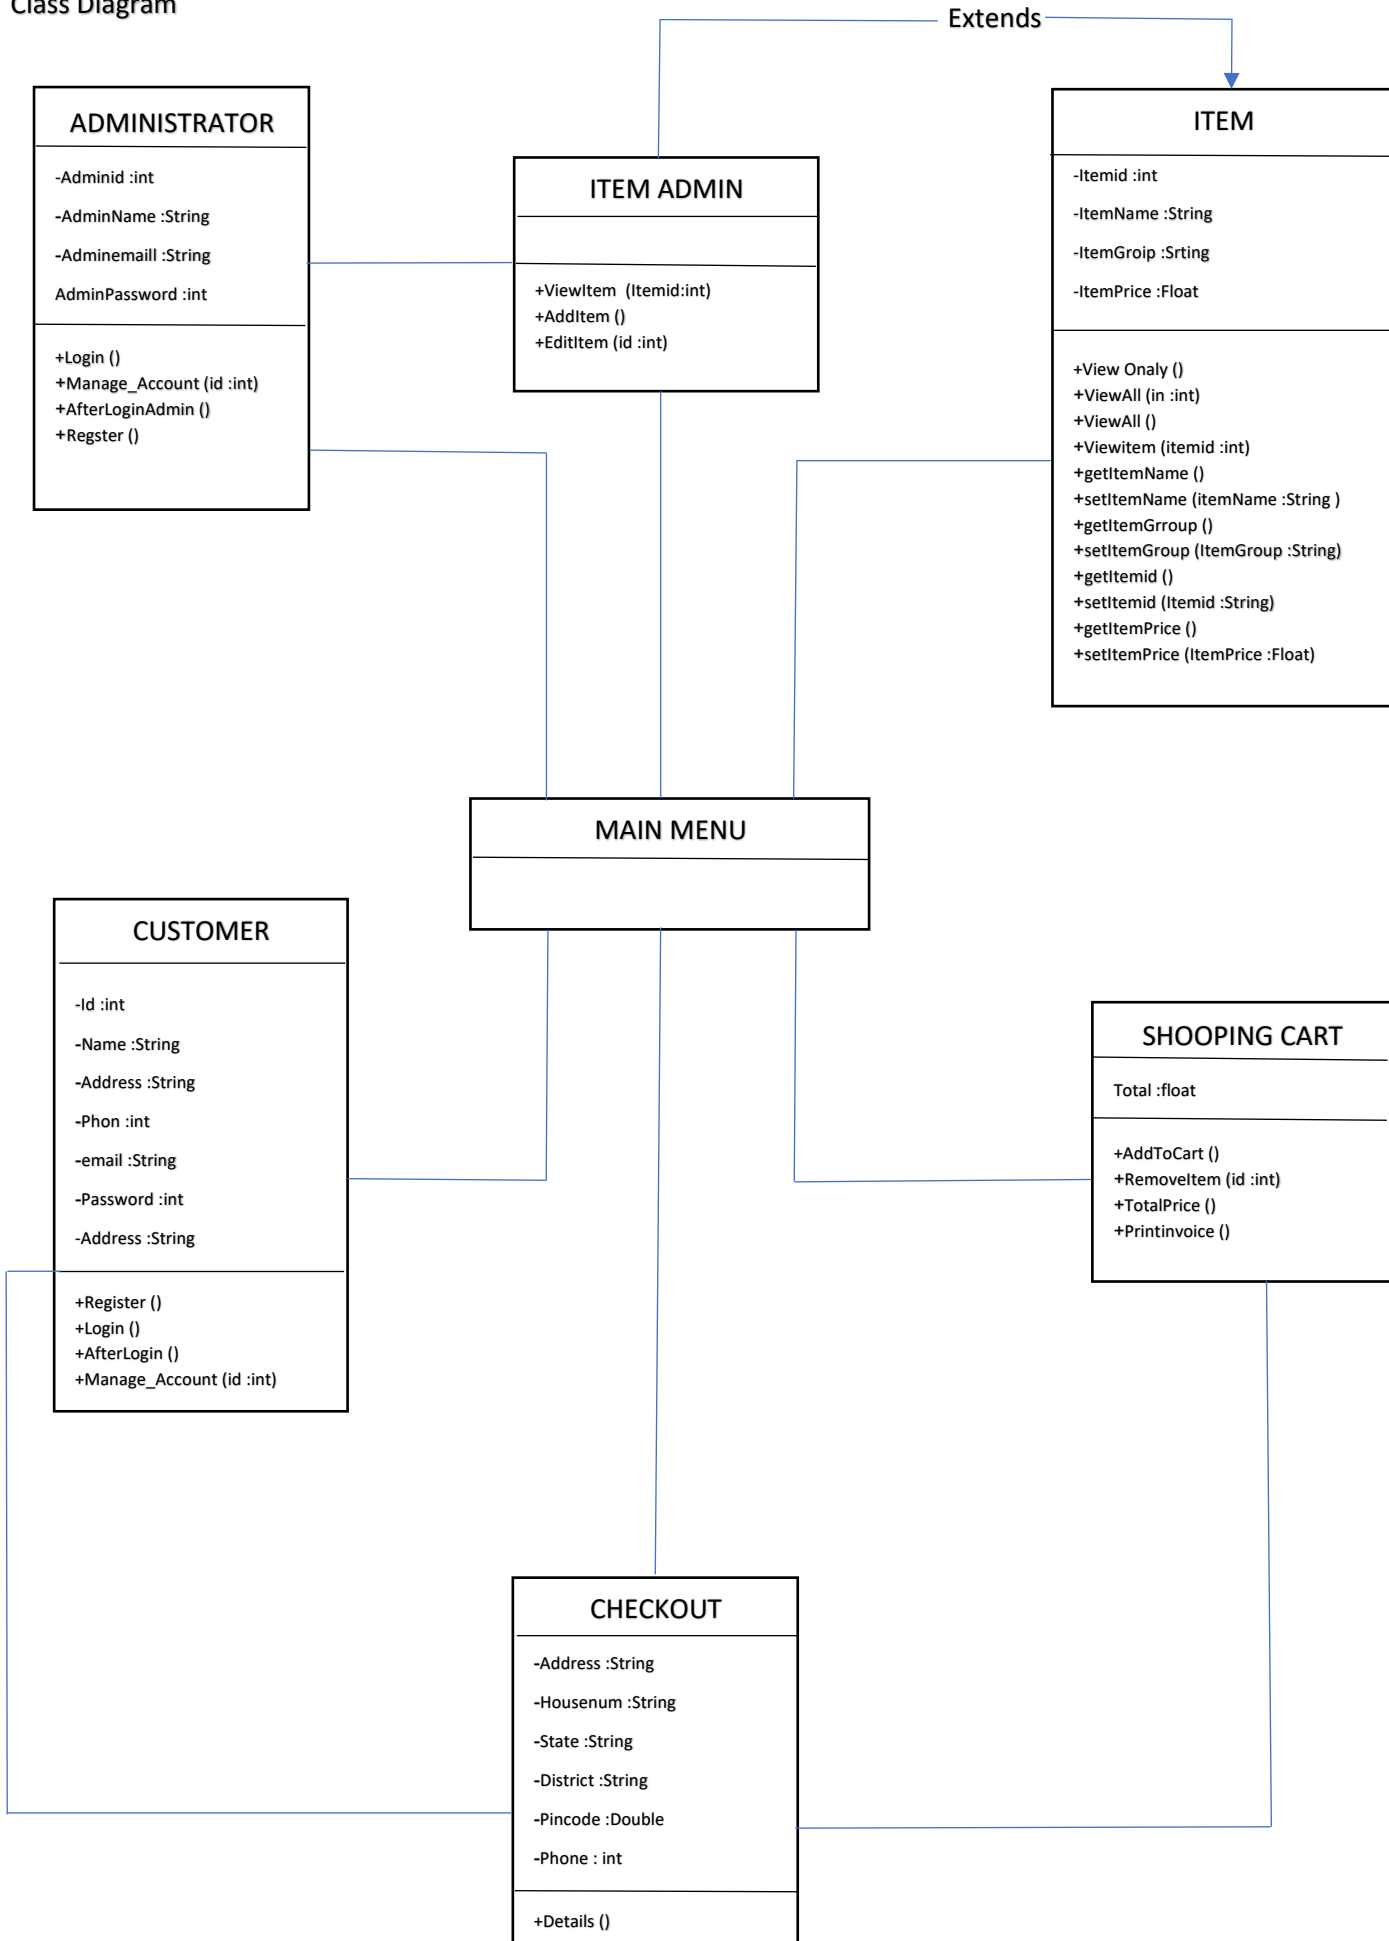 Class Diagram
Extends
ADMINISTRATOR
-Adminid :int
-AdminName :String
-Adminemaill :String
AdminPassword :int
+Login ()
+Manage_Account (id :int)
+AfterLoginAdmin ()
+Regster ()
ITEM ADMIN
+ViewItem (Itemid:int)
+AddItem ()
+EditItem (id :int)
ITEM
-Itemid :int
-ItemName :String
-ItemGroip :Srting
-ItemPrice :Float
+View Onaly ()
+ViewAll (in :int)
+ViewAll ()
+Viewitem (itemid :int)
+getItemName ()
+setItemName (itemName :String )
+getItemGrroup ()
+setItemGroup (ItemGroup :String)
+getItemid ()
+setItemid (Itemid :String)
+getItemPrice ()
+setItemPrice (ItemPrice :Float)
MAIN MENU
CUSTOMER
-Id :int
-Name :String
-Address :String
-Phon :int
-email :String
-Password :int
-Address :String
+Register ()
+Login ()
+AfterLogin ()
+Manage_Account (id :int)
SHOOPING CART
Total :float
+AddToCart ()
+RemoveItem (id :int)
+TotalPrice ()
+Printinvoice ()
CHECKOUT
-Address :String
-Housenum :String
-State :String
-District :String
-Pincode :Double
-Phone : int
+Details ()